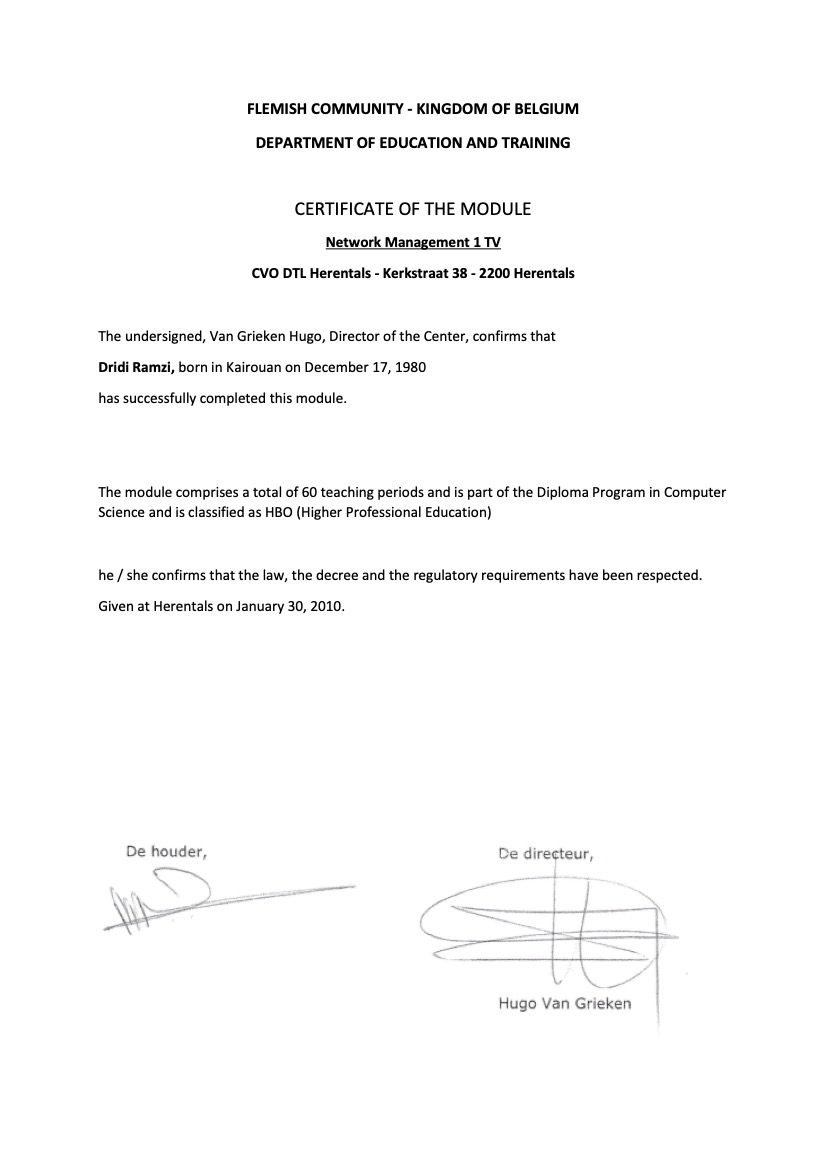 FLEMISH COMMUNITY - KINGDOM OF BELGIUM
DEPARTMENT OF EDUCATION AND TRAINING
CERTIFICATE OF THE MODULE
Network Management 1 TV
CVO DTL Herentals - Kerkstraat 38 - 2200 Herentals
The undersigned, Van Grieken Hugo, Director of the Center, confirms that
Dridi Ramzi, born in Kairouan on December 17, 1980
has successfully completed this module.
The module comprises a total of 60 teaching periods and is part of the Diploma Program in Computer
Science and is classified as HBO (Higher Professional Education)
he / she confirms that the law, the decree and the regulatory requirements have been respected.
Given at Herentals on January 30, 2010.
De houder,
De directeur,
Hugo Van Grieken